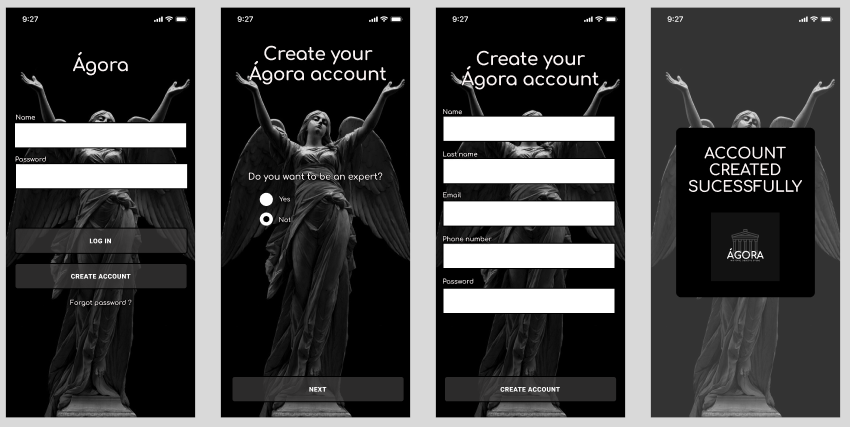 9:27
Ágora
Name
Password
LOG IN
CREATE ACCOUNT
Forgot password ?
9:27
Create your
Ágora account
Do you want to be an expert?
Yes
Not
NEXT
9:27
Create your
Ágora account
Name
Last name
Email
Phone number
Password
CREATE ACCOUNT
9:27
ACCOUNT
CREATED
SUCESSFULLY
ÁGORA